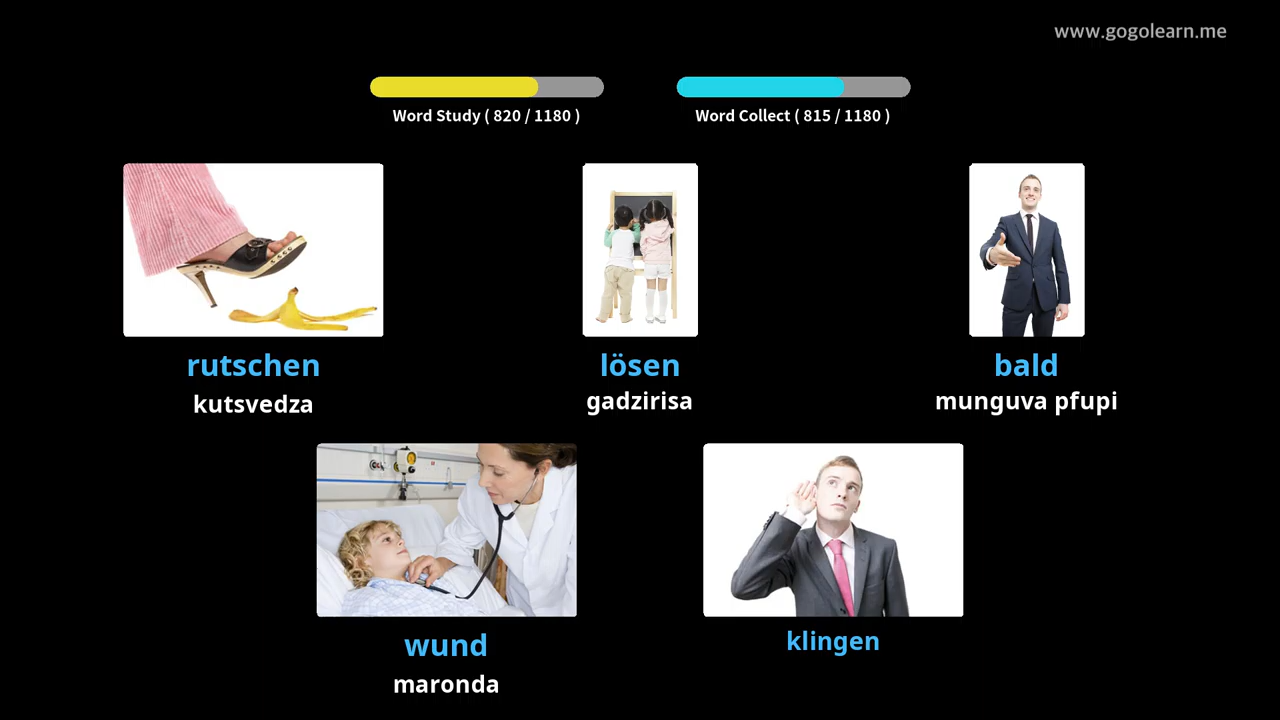 www.gogolearn.me
Word Study ( 820 / 1180 )
Word Collect ( 815 / 1180 )
rutschen
kutsvedza
lösen
gadzirisa
bald
munguva pfupi
wund
maronda
klingen